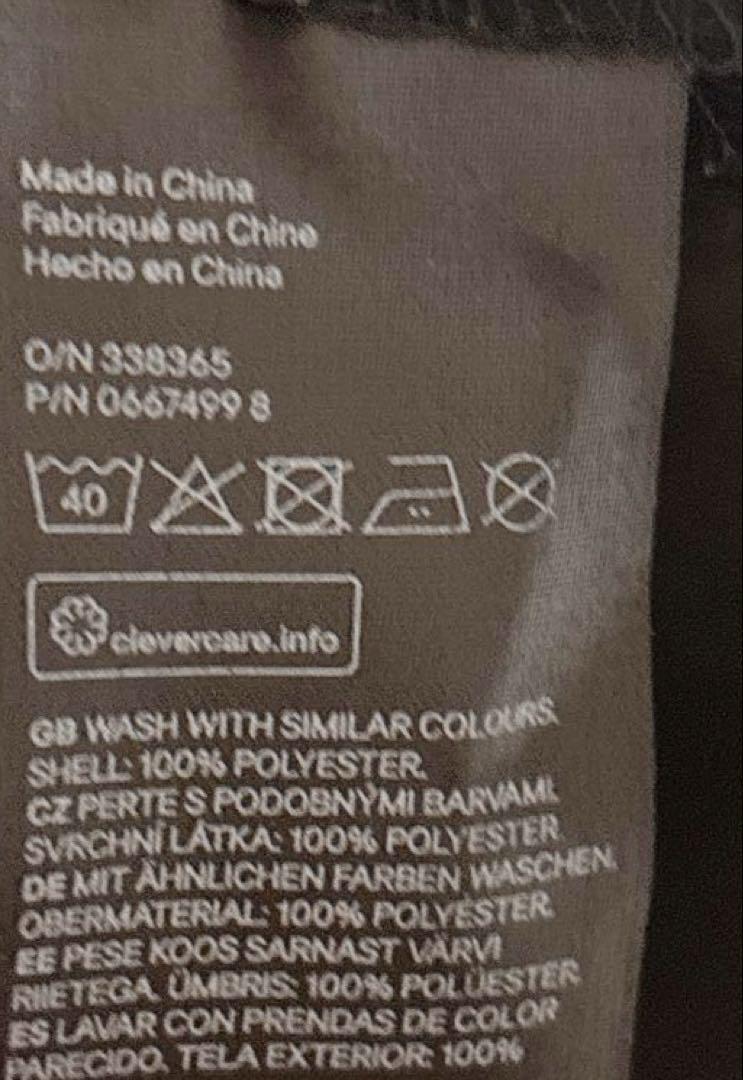 Made in China
Fabriqué en Chine
Hecho en China
O/N 338365
P/N 0667499 8
40
clevercare.info
GB WASH WITH SIMILAR COLOURS.
SHELL: 100% POLYESTER.
CZ PERTE S PODOBNÝMI BARVAMI.
SVRCHNÍ LÁTKA: 100% POLYESTER.
DE MIT ÄHNLICHEN FARBEN WASCHEN.
OBERMATERIAL: 100% POLYESTER.
EE PESE KOOS SARNAST VÄRVI
RIIETEGA. ÜMBRIS: 100% POLÜESTER.
ES LAVAR CON PRENDAS DE COLOR
PARECIDO. TELA EXTERIOR: 100%